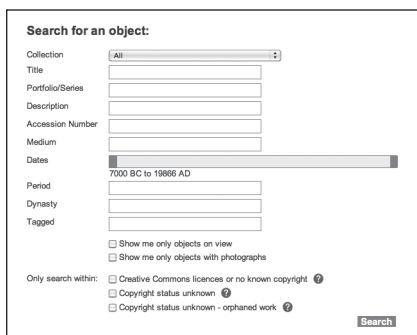 Search for an object:
Collection All
Title
Portfolio/Series
Description
Accession Number
Medium
Dates
7000 BC to 19866 AD
Period
Dynasty
Tagged
Show me only objects on view
Show me only objects with photographs
Only search within: Creative Commons licences or no known copyright ?
Copyright status unknown ?
Copyright status unknown - orphaned work ?
Search